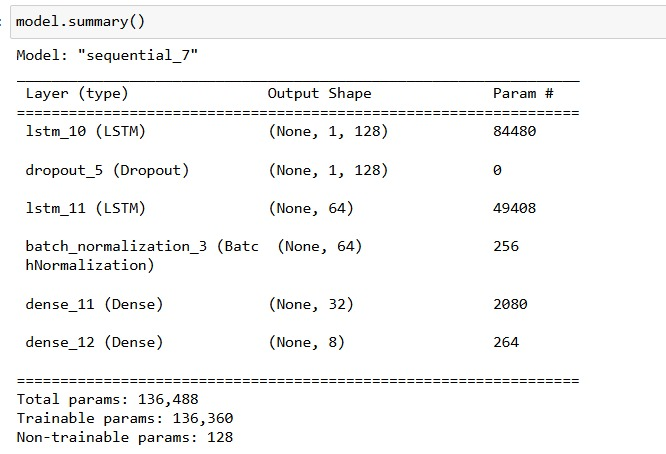 model.summary()
Model: "sequential_7"
Layer (type) Output Shape Param #
lstm_10 (LSTM) (None, 1, 128) 84480
dropout_5 (Dropout) (None, 1, 128) 0
lstm_11 (LSTM) (None, 64) 49408
batch_normalization_3 (Batc (None, 64) 256
hNormalization)
dense_11 (Dense) (None, 32) 2080
dense_12 (Dense) (None, 8) 264
Total params: 136,488
Trainable params: 136,360
Non-trainable params: 128